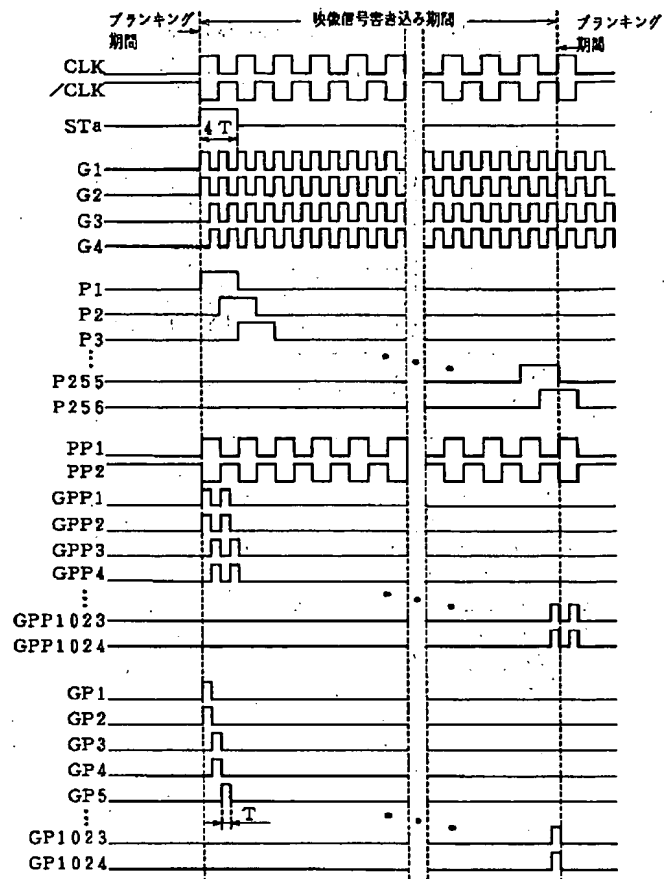 ブランキング
期間
映像信号書き込み期間
ブランキング
期間
CLK
/CLK
STa
4T
G1
G2
G3
G4
P1
P2
P3
⋮
P255
P256
PP1
PP2
GPP1
GPP2
GPP3
GPP4
⋮
GPP1023
GPP1024
GP1
GP2
GP3
GP4
GP5
T
⋮
GP1023
GP1024